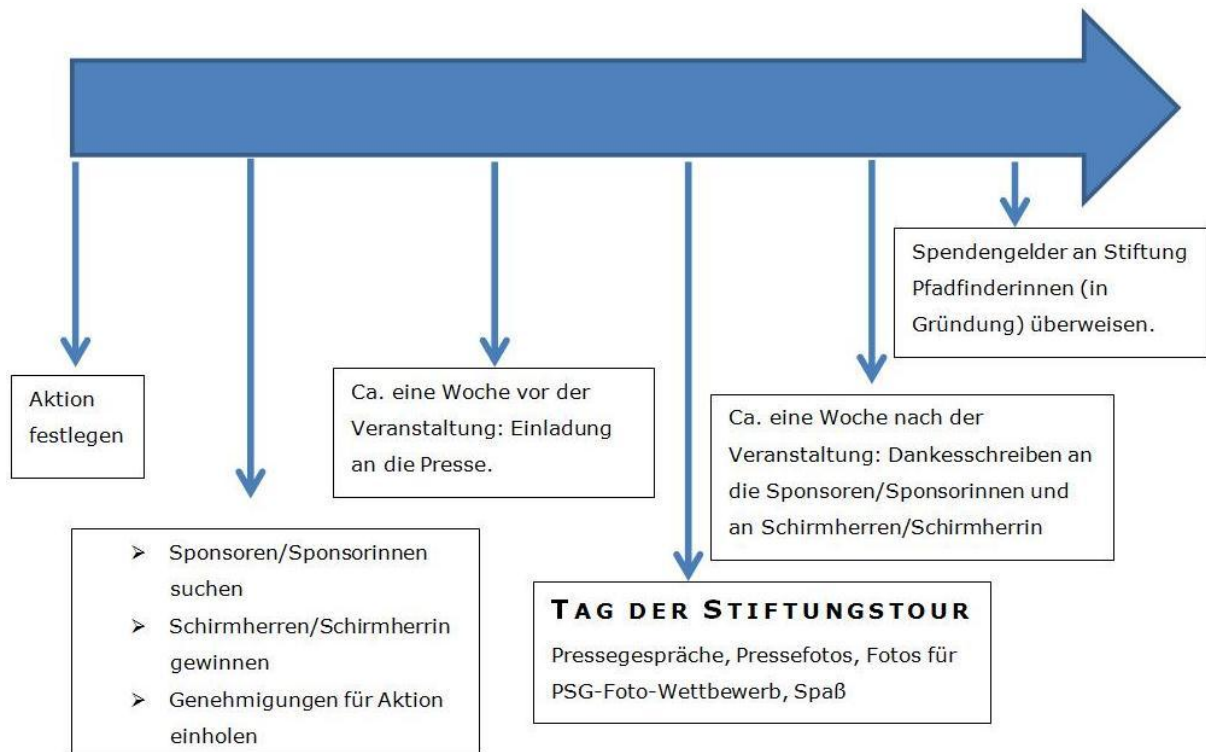 Aktion
festlegen
➢ Sponsoren/Sponsorinnen
suchen
➢ Schirmherren/Schirmherrin
gewinnen
➢ Genehmigungen für Aktion
einholen
Ca. eine Woche vor der
Veranstaltung: Einladung
an die Presse.
TAG DER STIFTUNGSTOUR
Pressegespräche, Pressefotos, Fotos für
PSG-Foto-Wettbewerb, Spaß
Ca. eine Woche nach der
Veranstaltung: Dankesschreiben an
die Sponsoren/Sponsorinnen und
an Schirmherren/Schirmherrin
Spendengelder an Stiftung
Pfadfinderinnen (in
Gründung) überweisen.